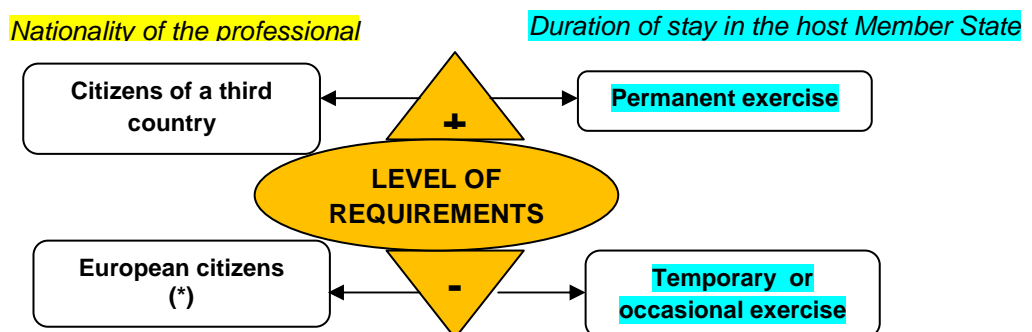 Nationality of the professional
Duration of stay in the host Member State
Citizens of a third
country
+
Permanent exercise
LEVEL OF
REQUIREMENTS
European citizens
(*)
-
Temporary or
occasional exercise